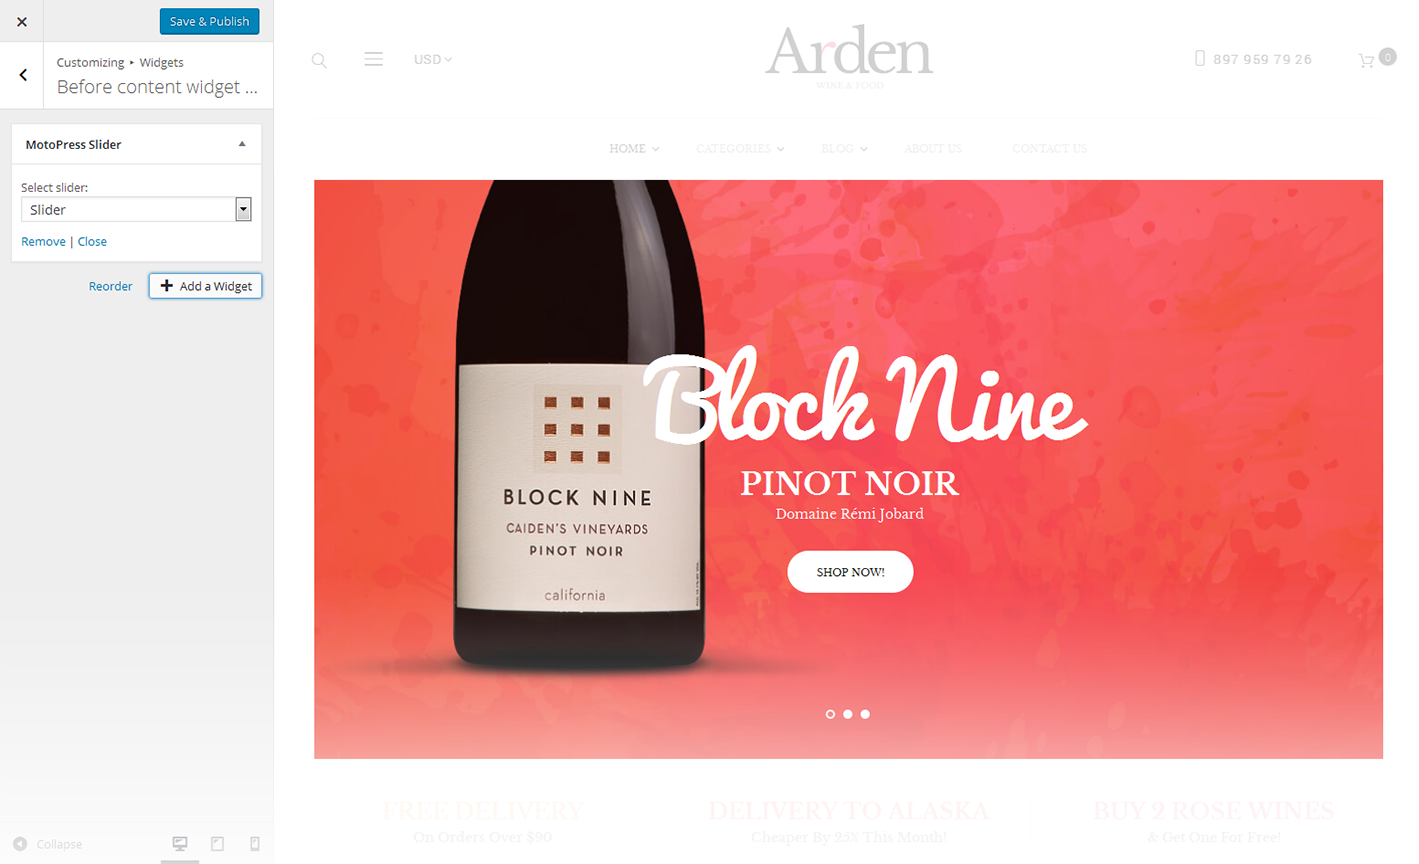 Save & Publish
Customizing ▸ Widgets
Before content widget ...
MotoPress Slider
Select slider:
Slider
Remove | Close
Reorder
Add a Widget
Collapse
USD
Arden
WINE & FOOD
897 959 79 26
0
HOME
CATEGORIES
BLOG
ABOUT US
CONTACT US
BLOCK NINE
CAIDEN'S VINEYARDS
PINOT NOIR
california
Block Nine
PINOT NOIR
Domaine Rémi Jobard
SHOP NOW!
FREE DELIVERY
On Orders Over $90
DELIVERY TO ALASKA
Cheaper By 25% This Month!
BUY 2 ROSE WINES
& Get One For Free!